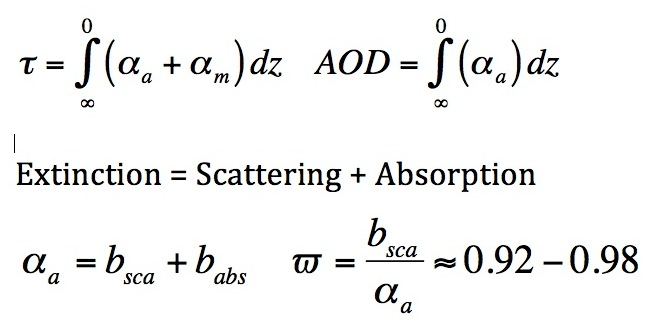 τ = ∫_∞^0 (α_a + α_m) dz   AOD = ∫_∞^0 (α_a) dz
Extinction = Scattering + Absorption
α_a = b_sca + b_abs   ϖ = b_sca / α_a ≈ 0.92 – 0.98